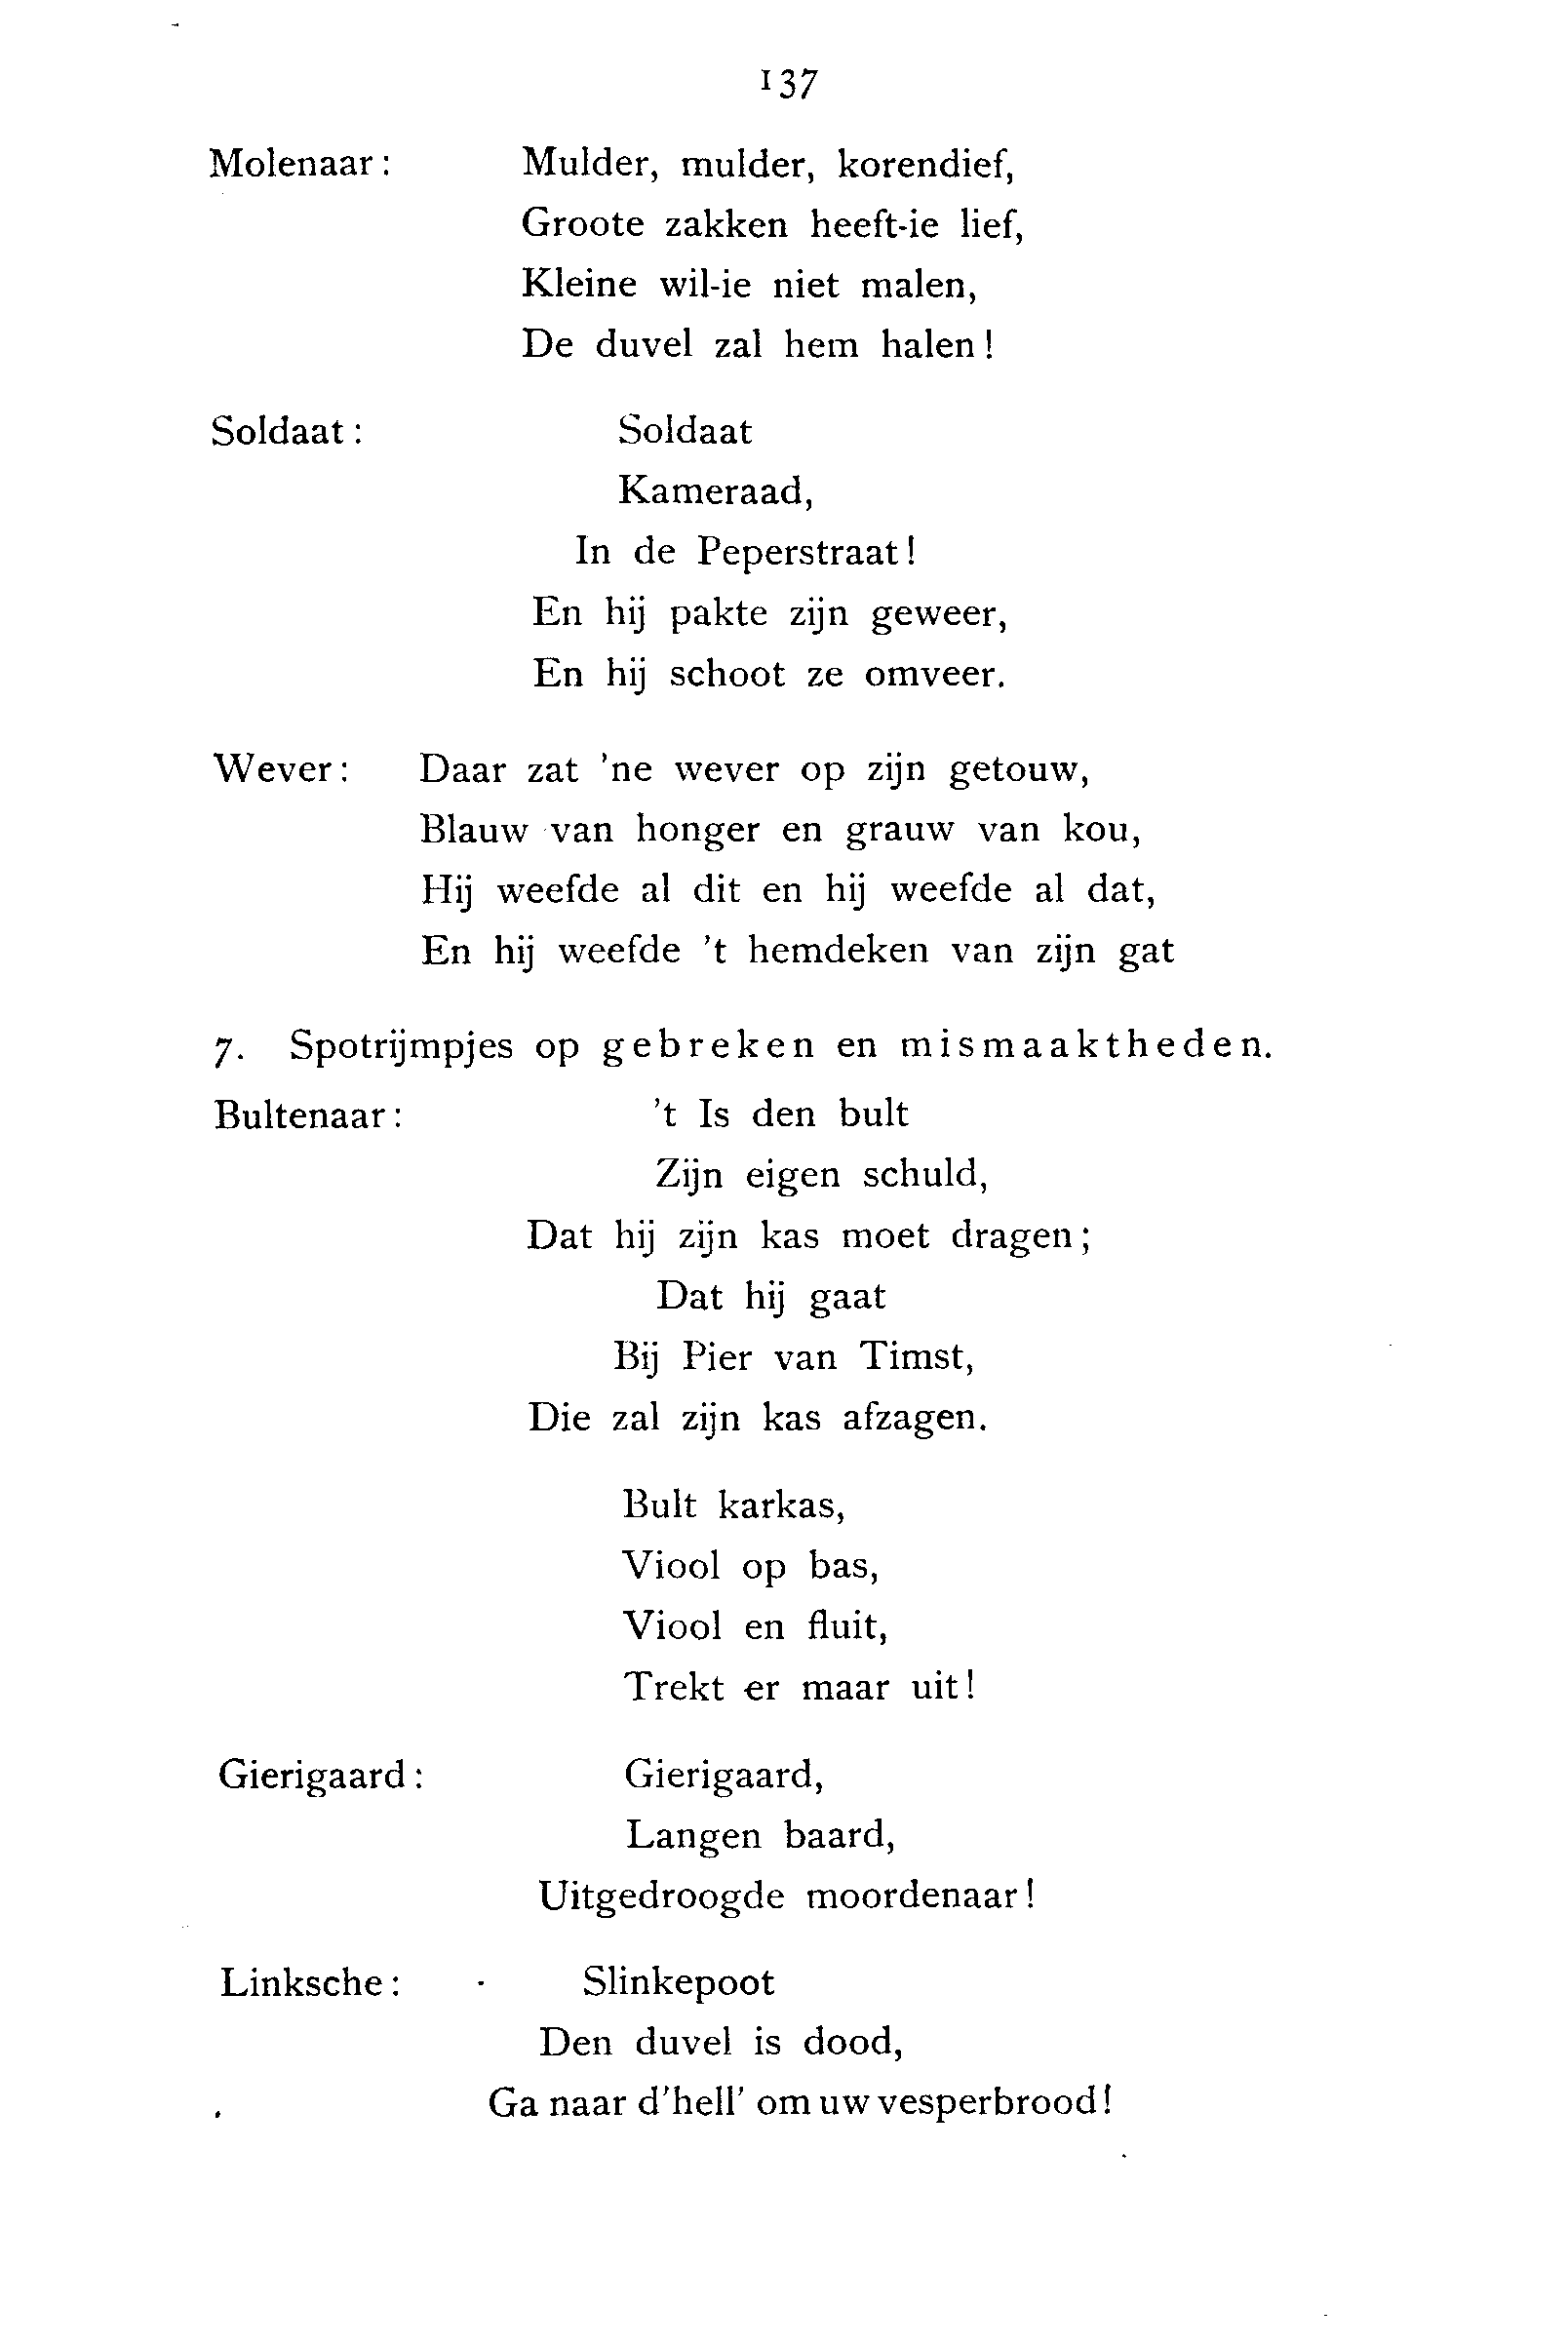 137
Molenaar: Mulder, mulder, korendief,
Groote zakken heeft-ie lief,
Kleine wil-ie niet malen,
De duvel zal hem halen!
Soldaat: Soldaat
Kameraad,
In de Peperstraat!
En hij pakte zijn geweer,
En hij schoot ze omveer.
Wever: Daar zat 'ne wever op zijn getouw,
Blauw van honger en grauw van kou,
Hij weefde al dit en hij weefde al dat,
En hij weefde 't hemdeken van zijn gat
7. Spotrijmpjes op gebreken en mismaaktheden.
Bultenaar: 't Is den bult
Zijn eigen schuld,
Dat hij zijn kas moet dragen;
Dat hij gaat
Bij Pier van Timst,
Die zal zijn kas afzagen.
Bult karkas,
Viool op bas,
Viool en fluit,
Trekt er maar uit!
Gierigaard: Gierigaard,
Langen baard,
Uitgedroogde moordenaar!
Linksche: Slinkepoot
Den duvel is dood,
Ga naar d'hell' om uw vesperbrood!